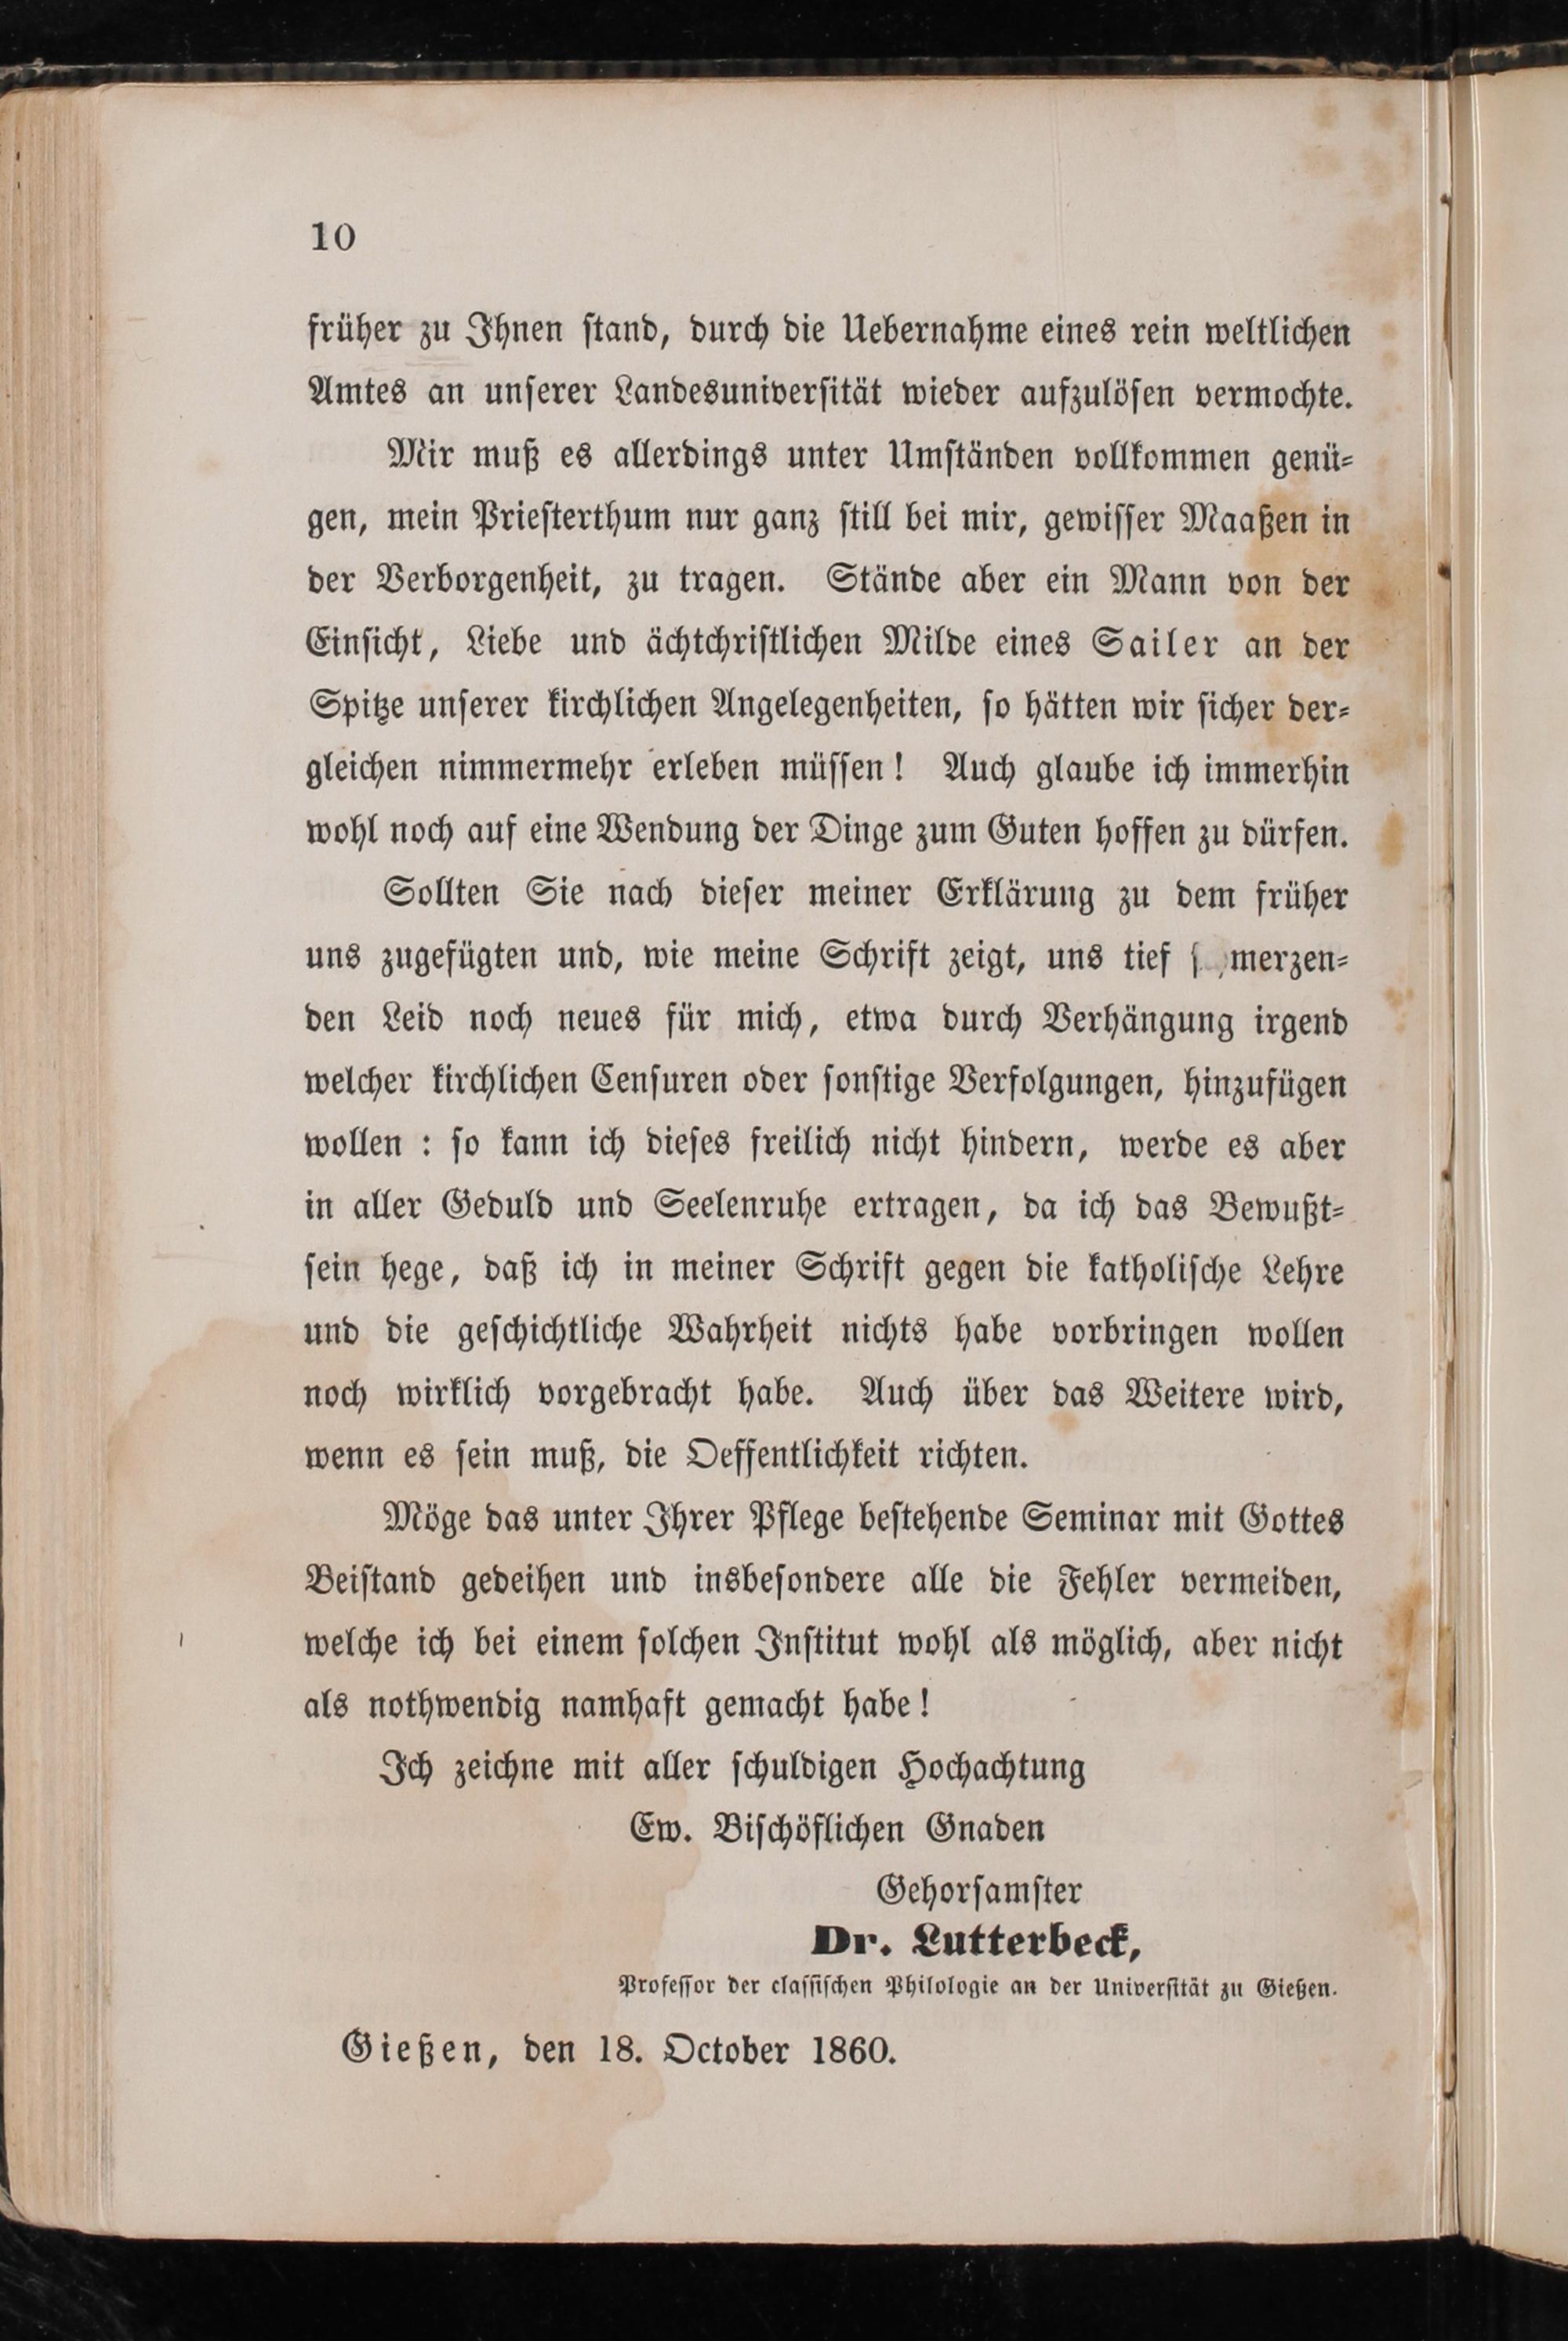 10
früher zu Ihnen stand, durch die Uebernahme eines rein weltlichen
Amtes an unserer Landesuniversität wieder aufzulösen vermochte.
Mir muß es allerdings unter Umständen vollkommen genü-
gen, mein Priesterthum nur ganz still bei mir, gewisser Maaßen in
der Verborgenheit, zu tragen. Stände aber ein Mann von der
Einsicht, Liebe und ächtchristlichen Milde eines Sailer an der
Spitze unserer kirchlichen Angelegenheiten, so hätten wir sicher der-
gleichen nimmermehr erleben müssen! Auch glaube ich immerhin
wohl noch auf eine Wendung der Dinge zum Guten hoffen zu dürfen.
Sollten Sie nach dieser meiner Erklärung zu dem früher
uns zugefügten und, wie meine Schrift zeigt, uns tief schmerzen-
den Leid noch neues für mich, etwa durch Verhängung irgend
welcher kirchlichen Censuren oder sonstige Verfolgungen, hinzufügen
wollen : so kann ich dieses freilich nicht hindern, werde es aber
in aller Geduld und Seelenruhe ertragen, da ich das Bewußt-
sein hege, daß ich in meiner Schrift gegen die katholische Lehre
und die geschichtliche Wahrheit nichts habe vorbringen wollen
noch wirklich vorgebracht habe. Auch über das Weitere wird,
wenn es sein muß, die Oeffentlichkeit richten.
Möge das unter Ihrer Pflege bestehende Seminar mit Gottes
Beistand gedeihen und insbesondere alle die Fehler vermeiden,
welche ich bei einem solchen Institut wohl als möglich, aber nicht
als nothwendig namhaft gemacht habe!
Ich zeichne mit aller schuldigen Hochachtung
Ew. Bischöflichen Gnaden
Gehorsamster
Dr. Lutterbeck,
Professor der classischen Philologie an der Universität zu Gießen.
Gießen, den 18. October 1860.